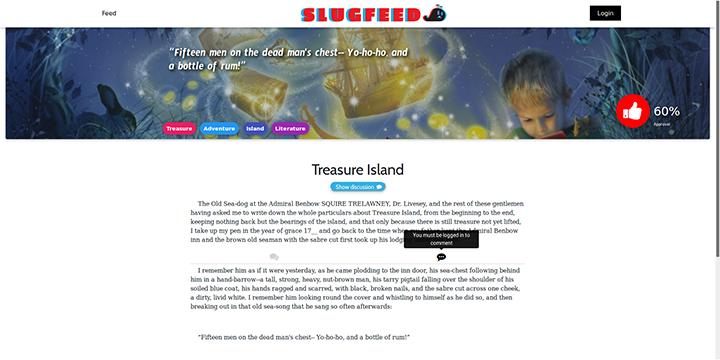 Feed
SLUGFEED
Login
"Fifteen men on the dead man's chest-- Yo-ho-ho, and
a bottle of rum!"
60%
Approval
Treasure
Adventure
Island
Literature
Treasure Island
Show discussion
The Old Sea-dog at the Admiral Benbow SQUIRE TRELAWNEY, Dr. Livesey, and the rest of these gentlemen
having asked me to write down the whole particulars about Treasure Island, from the beginning to the end,
keeping nothing back but the bearings of the island, and that only because there is still treasure not yet lifted,
I take up my pen in the year of grace 17__ and go back to the time when my father kept the Admiral Benbow
inn and the brown old seaman with the sabre cut first took up his
You must be logged in to
comment
I remember him as if it were yesterday, as he came plodding to the inn door, his sea-chest following behind
him in a hand-barrow--a tall, strong, heavy, nut-brown man, his tarry pigtail falling over the shoulder of his
soiled blue coat, his hands ragged and scarred, with black, broken nails, and the sabre cut across one cheek,
a dirty, livid white. I remember him looking round the cover and whistling to himself as he did so, and then
breaking out in that old sea-song that he sang so often afterwards:
"Fifteen men on the dead man's chest-- Yo-ho-ho, and a bottle of rum!"